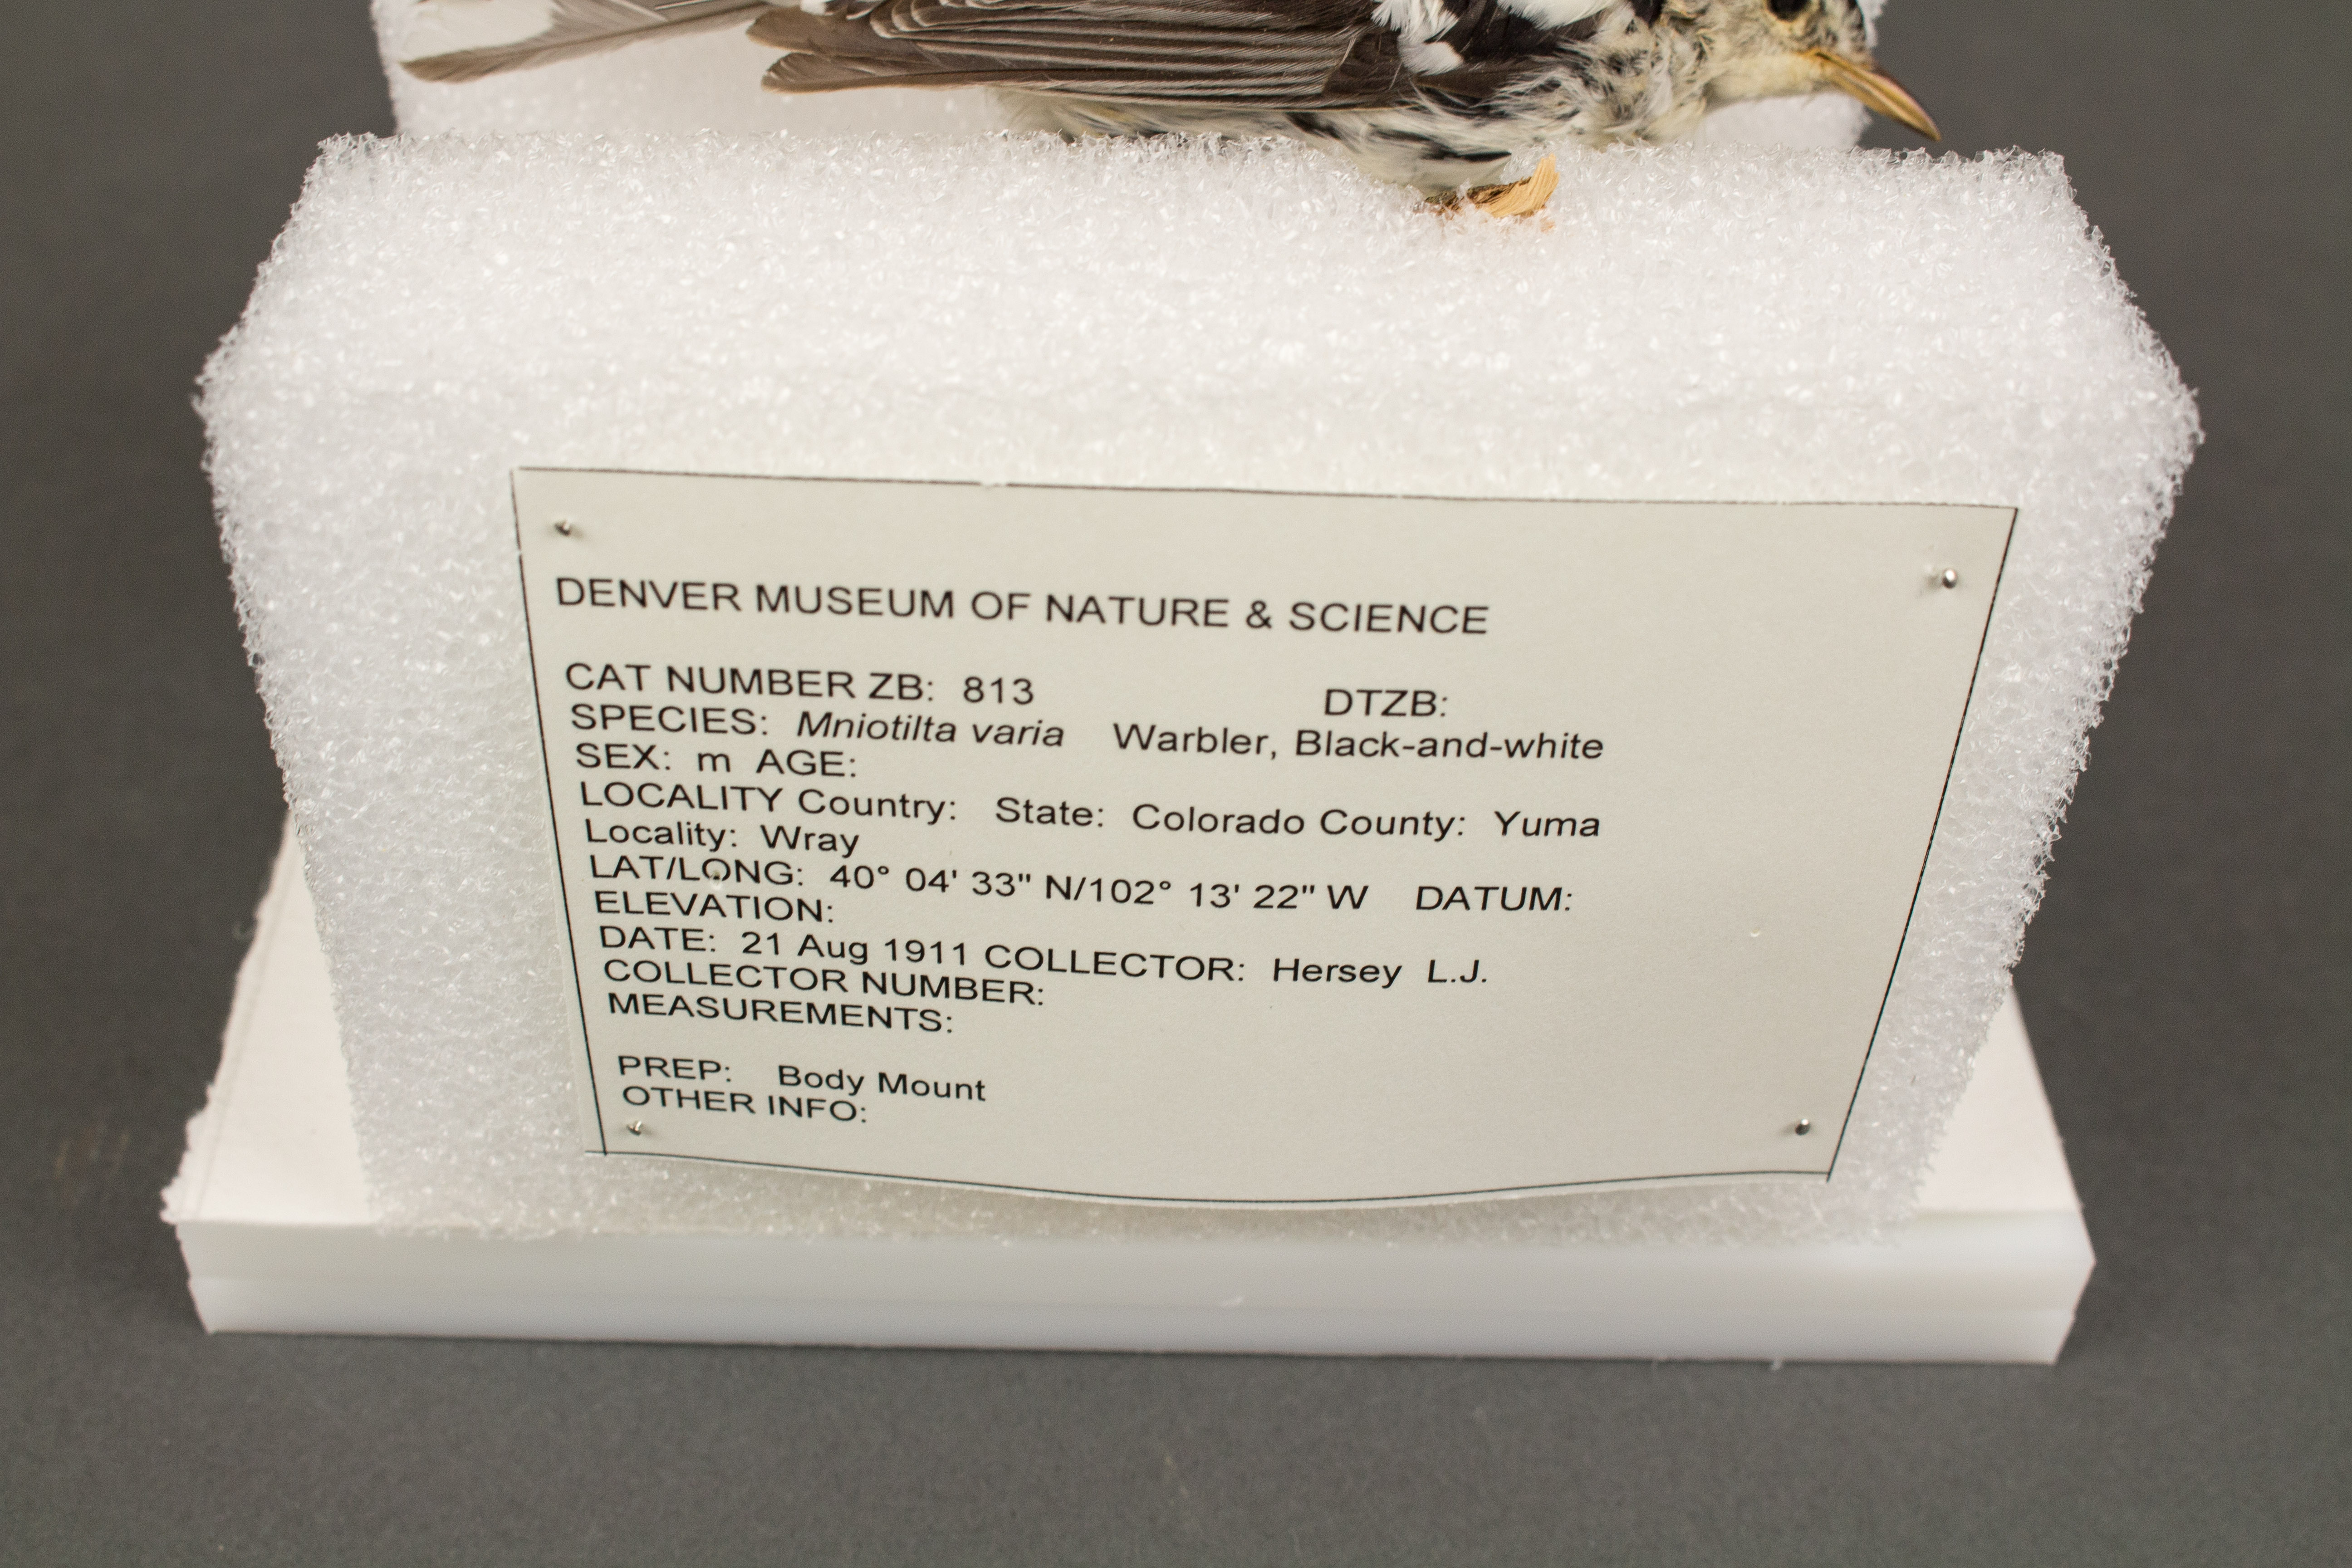 DENVER MUSEUM OF NATURE & SCIENCE
CAT NUMBER ZB: 813 DTZB:
SPECIES: Mniotilta varia Warbler, Black-and-white
SEX: m AGE:
LOCALITY Country: State: Colorado County: Yuma
Locality: Wray
LAT/LONG: 40° 04' 33" N/102° 13' 22" W DATUM:
ELEVATION:
DATE: 21 Aug 1911 COLLECTOR: Hersey L.J.
COLLECTOR NUMBER:
MEASUREMENTS:
PREP: Body Mount
OTHER INFO: